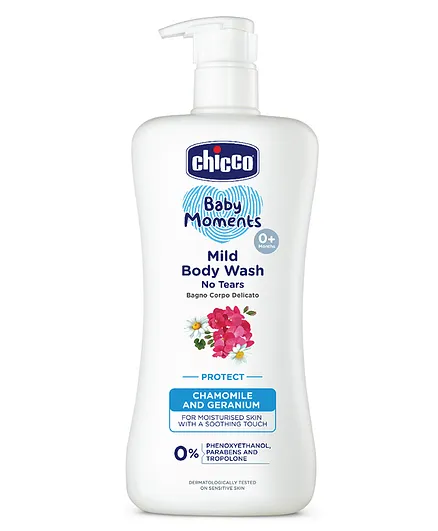 chicco
Baby
Moments
0+
Months
Mild
Body Wash
No Tears
Bagno Corpo Delicato
PROTECT
CHAMOMILE
AND GERANIUM
FOR MOISTURISED SKIN
WITH A SOOTHING TOUCH
0%
PHENOXYETHANOL,
PARABENS AND
TROPOLONE
DERMATOLOGICALLY TESTED
ON SENSITIVE SKIN